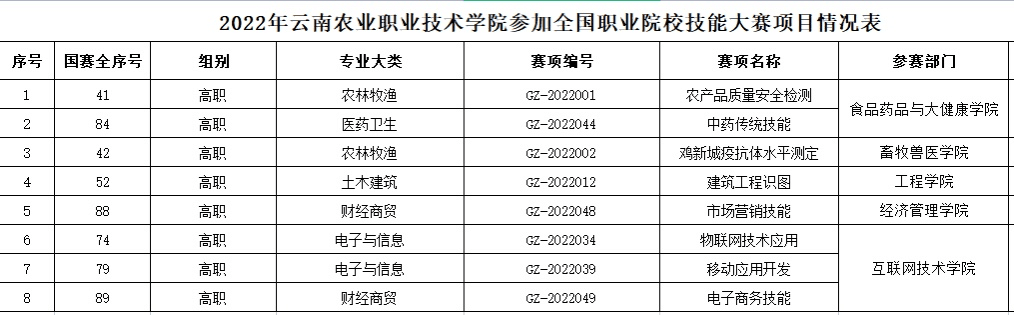 2022年云南农业职业技术学院参加全国职业院校技能大赛项目情况表
序号 国赛全序号 组别 专业大类 赛项编号 赛项名称 参赛部门
1 41 高职 农林牧渔 GZ-2022001 农产品质量安全检测 食品药品与大健康学院
2 84 高职 医药卫生 GZ-2022044 中药传统技能
3 42 高职 农林牧渔 GZ-2022002 鸡新城疫抗体水平测定 畜牧兽医学院
4 52 高职 土木建筑 GZ-2022012 建筑工程识图 工程学院
5 88 高职 财经商贸 GZ-2022048 市场营销技能 经济管理学院
6 74 高职 电子与信息 GZ-2022034 物联网技术应用 互联网技术学院
7 79 高职 电子与信息 GZ-2022039 移动应用开发
8 89 高职 财经商贸 GZ-2022049 电子商务技能